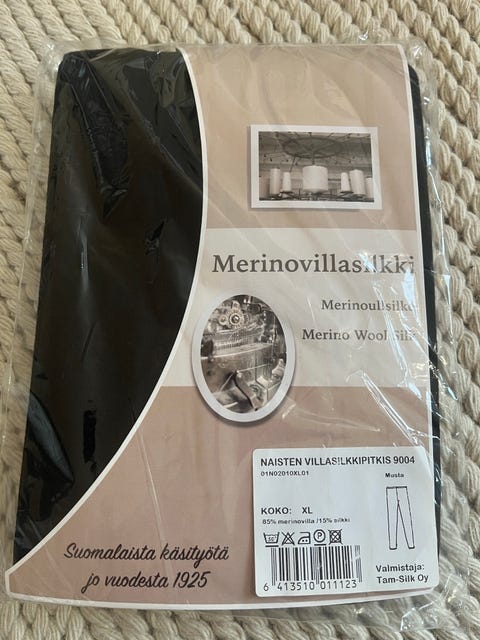 Merinovillasilkki
Merinoullsilke
Merino Wool Silk
NAISTEN VILLASILKKIPITKIS 9004
01N02010XL01
Musta
KOKO: XL
85% merinovilla /15% silkki
Valmistaja:
Tam-Silk Oy
6 413510 011123
Suomalaista käsityötä
jo vuodesta 1925